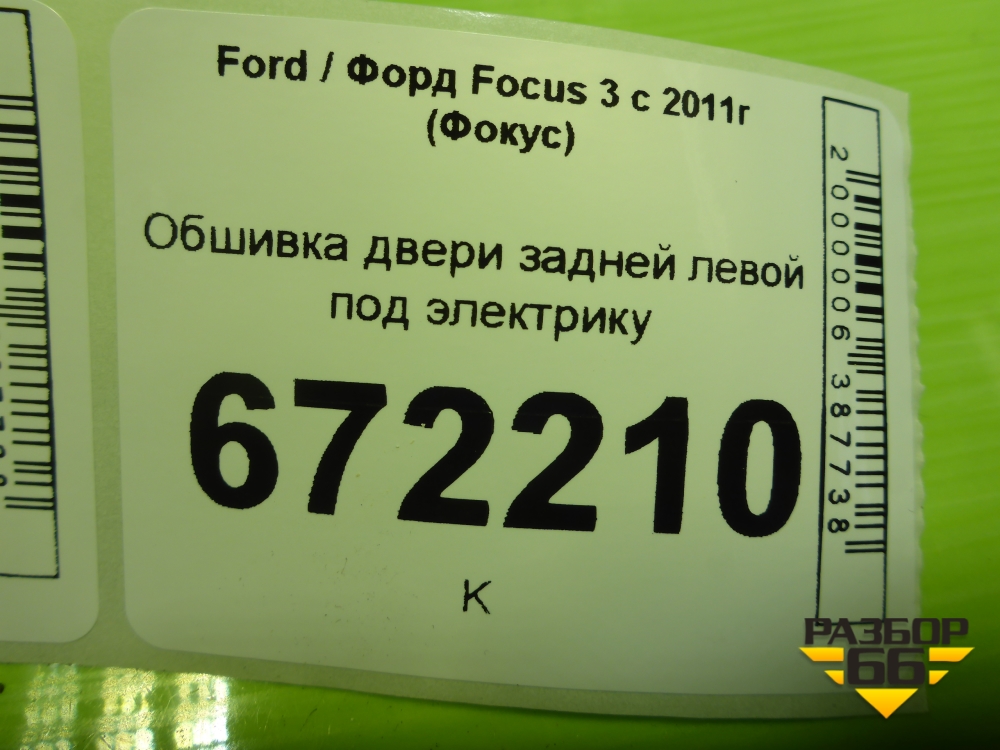 Ford / Форд Focus 3 с 2011г
(Фокус)
Обшивка двери задней левой
под электрику
672210
К
2000006387738
РАЗБОР
66